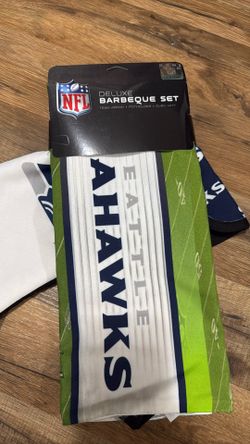 NFL
DELUXE
BARBEQUE SET
EATTLE
AHAWKS